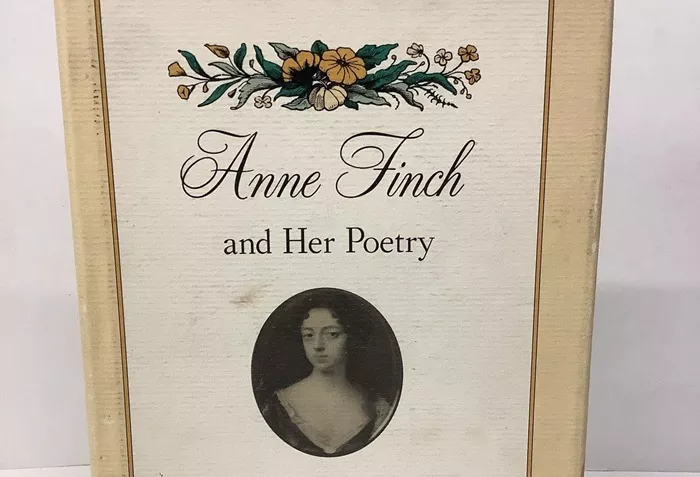 Anne Finch
and Her Poetry